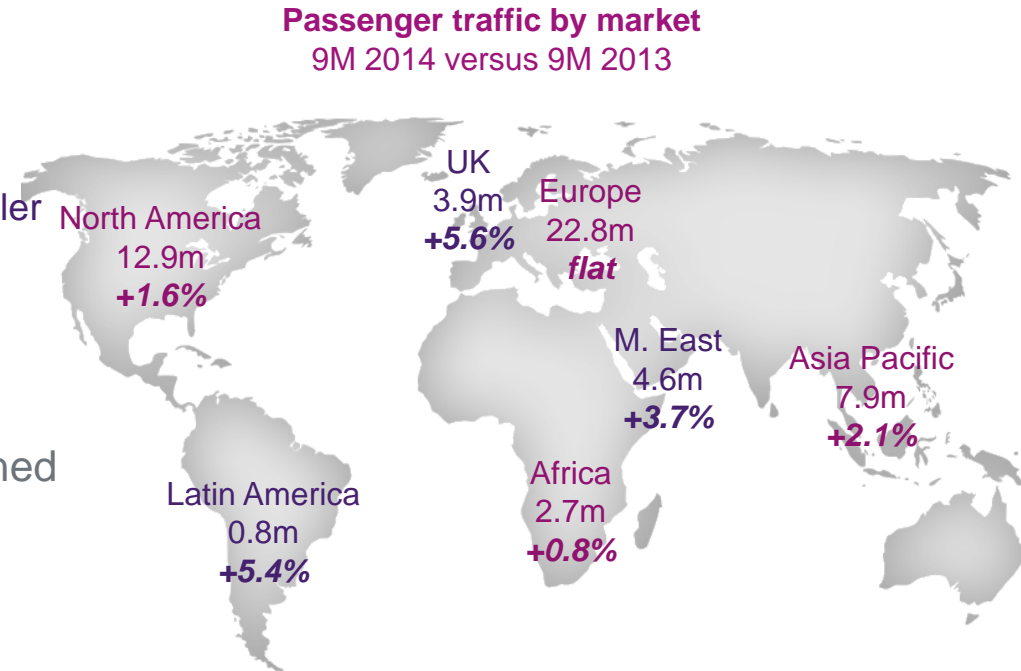 Passenger traffic by market
9M 2014 versus 9M 2013
UK
3.9m
+5.6%
Europe
22.8m
flat
North America
12.9m
+1.6%
M. East
4.6m
+3.7%
Asia Pacific
7.9m
+2.1%
Latin America
0.8m
+5.4%
Africa
2.7m
+0.8%